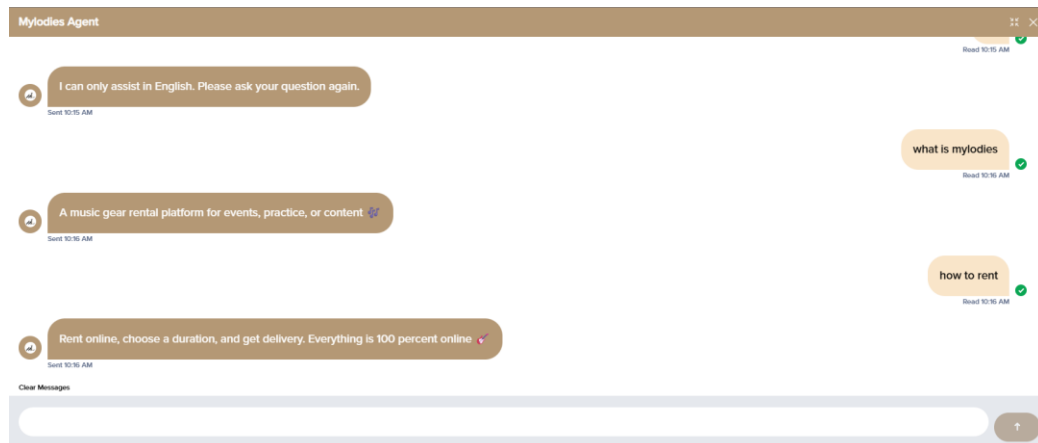 Mylodies Agent
Read 10:15 AM
I can only assist in English. Please ask your question again.
Sent 10:15 AM
what is mylodies
Read 10:16 AM
A music gear rental platform for events, practice, or content 🎶
Sent 10:16 AM
how to rent
Read 10:16 AM
Rent online, choose a duration, and get delivery. Everything is 100 percent online 🎸
Sent 10:16 AM
Clear Messages